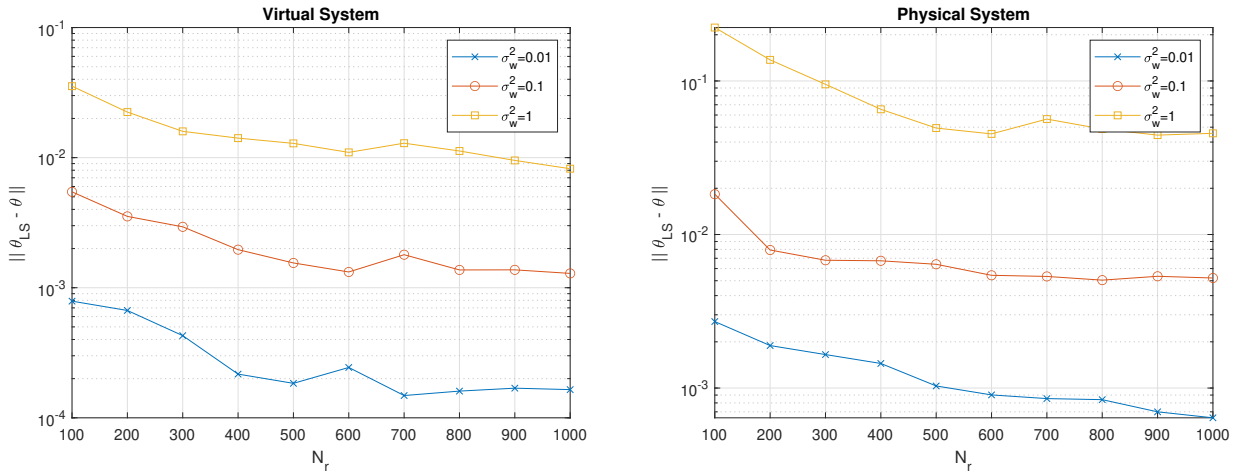 Virtual System
10^-1
10^-2
10^-3
10^-4
|| θ_LS - θ ||
σ_w^2=0.01
σ_w^2=0.1
σ_w^2=1
100 200 300 400 500 600 700 800 900 1000
N_r
Physical System
10^-1
10^-2
10^-3
|| θ_LS - θ ||
σ_w^2=0.01
σ_w^2=0.1
σ_w^2=1
100 200 300 400 500 600 700 800 900 1000
N_r